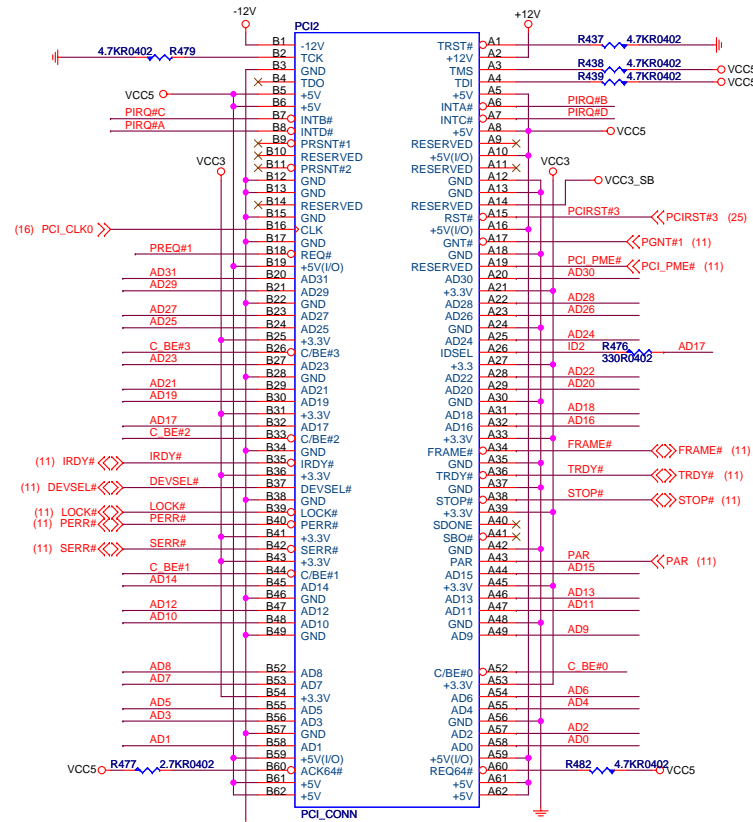 -12V +12V
PCI2
B1 -12V TRST# A1 R437 4.7KR0402
4.7KR0402 R479 B2 TCK +12V A2
B3 GND TMS A3 R438 4.7KR0402 VCC5
B4 TDO TDI A4 R439 4.7KR0402 VCC5
VCC5 B5 +5V +5V A5
B6 +5V INTA# A6 PIRQ#B
PIRQ#C B7 INTB# INTC# A7 PIRQ#D
PIRQ#A B8 INTD# +5V A8 VCC5
B9 PRSNT#1 RESERVED A9
B10 RESERVED +5V(I/O) A10
B11 PRSNT#2 RESERVED A11
VCC3 VCC3
B12 GND GND A12
B13 GND GND A13 VCC3_SB
B14 RESERVED RESERVED A14
B15 GND RST# A15 PCIRST#3 PCIRST#3 (25)
(16) PCI_CLK0 B16 CLK +5V(I/O) A16
B17 GND GNT# A17 PGNT#1 (11)
PREQ#1 B18 REQ# GND A18
B19 +5V(I/O) RESERVED A19 PCI_PME# PCI_PME# (11)
AD31 B20 AD31 AD30 A20 AD30
AD29 B21 AD29 +3.3V A21
B22 GND AD28 A22 AD28
AD27 B23 AD27 AD26 A23 AD26
AD25 B24 AD25 GND A24
B25 +3.3V AD24 A25 AD24
C_BE#3 B26 C/BE#3 IDSEL A26 ID2 R476 330R0402 AD17
AD23 B27 AD23 +3.3 A27
B28 GND AD22 A28 AD22
AD21 B29 AD21 AD20 A29 AD20
AD19 B30 AD19 GND A30
B31 +3.3V AD18 A31 AD18
AD17 B32 AD17 AD16 A32 AD16
C_BE#2 B33 C/BE#2 +3.3V A33
B34 GND FRAME# A34 FRAME# FRAME# (11)
(11) IRDY# IRDY# B35 IRDY# GND A35
B36 +3.3V TRDY# A36 TRDY# TRDY# (11)
(11) DEVSEL# DEVSEL# B37 DEVSEL# GND A37
B38 GND STOP# A38 STOP# STOP# (11)
(11) LOCK# LOCK# B39 LOCK# +3.3V A39
(11) PERR# PERR# B40 PERR# SDONE A40
B41 +3.3V SBO# A41
(11) SERR# SERR# B42 SERR# GND A42
B43 +3.3V PAR A43 PAR PAR (11)
C_BE#1 B44 C/BE#1 AD15 A44 AD15
AD14 B45 AD14 +3.3V A45
B46 GND AD13 A46 AD13
AD12 B47 AD12 AD11 A47 AD11
AD10 B48 AD10 GND A48
B49 GND AD9 A49 AD9
AD8 B52 AD8 C/BE#0 A52 C_BE#0
AD7 B53 AD7 +3.3V A53
B54 +3.3V AD6 A54 AD6
AD5 B55 AD5 AD4 A55 AD4
AD3 B56 AD3 GND A56
B57 GND AD2 A57 AD2
AD1 B58 AD1 AD0 A58 AD0
B59 +5V(I/O) +5V(I/O) A59
VCC5 R477 2.7KR0402 B60 ACK64# REQ64# A60 R482 4.7KR0402 VCC5
B61 +5V +5V A61
B62 +5V +5V A62
PCI_CONN